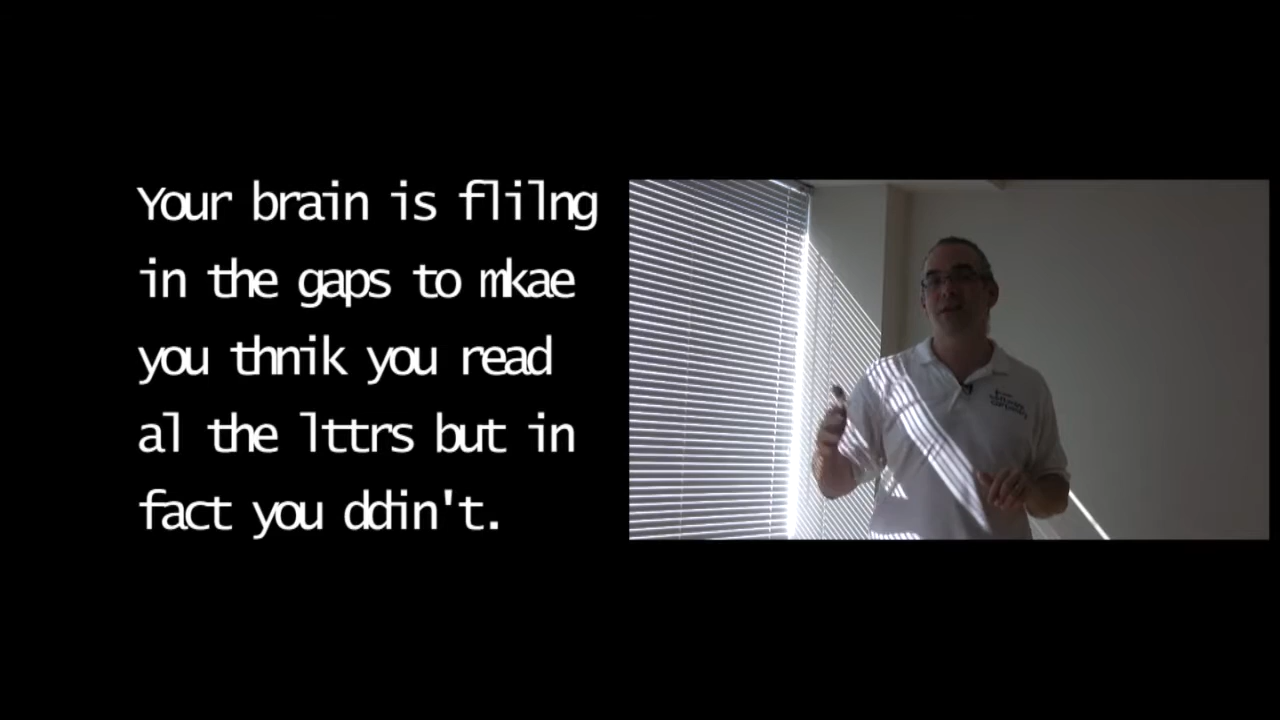 Your brain is flilng
in the gaps to mkae
you thnik you read
al the lttrs but in
fact you ddin't.